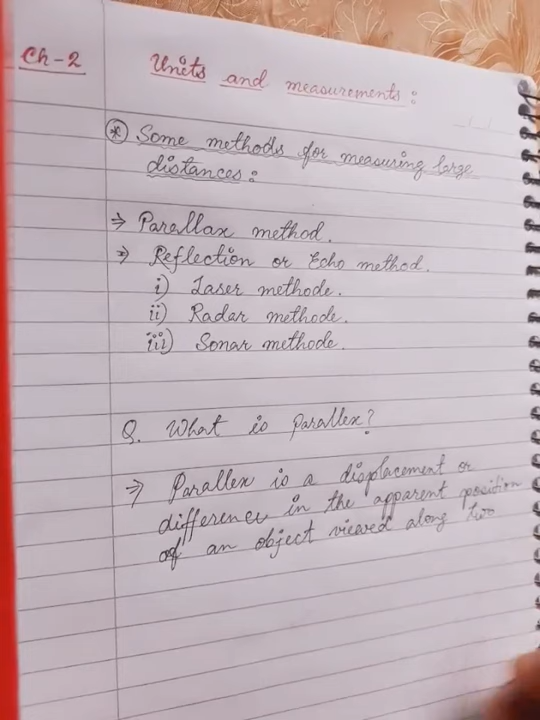 Ch-2
Units and measurements :
* Some methods for measuring large
distances :
⇒ Parallax method.
⇒ Reflection or Echo method.
i) Laser methode.
ii) Radar methode.
iii) Sonar methode.
Q. What is parallex?
⇒ Parallex is a displacement or
difference in the apparent position
of an object viewed along two